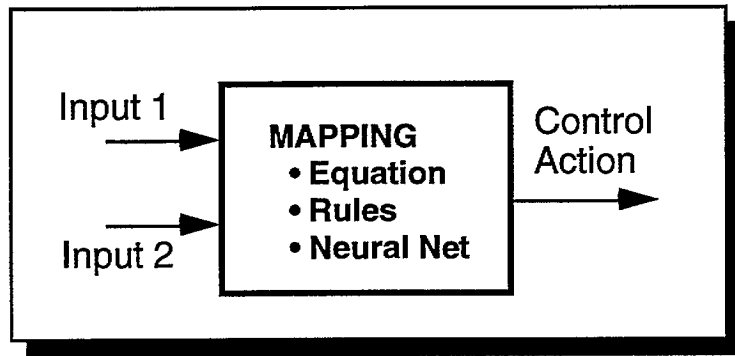 Input 1
Input 2
MAPPING
• Equation
• Rules
• Neural Net
Control
Action